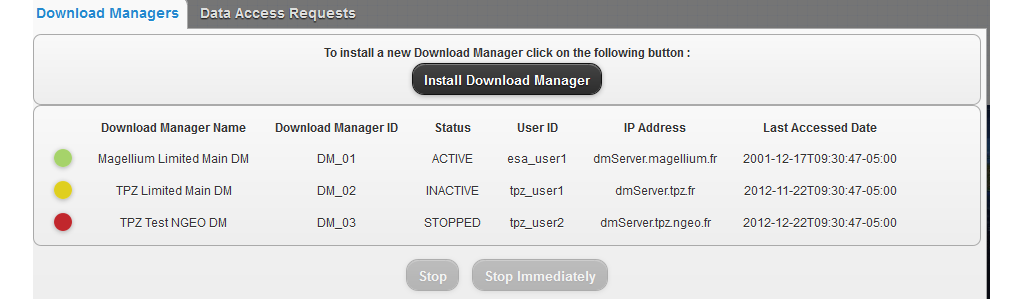 Download Managers Data Access Requests
To install a new Download Manager click on the following button :
Install Download Manager
Download Manager Name Download Manager ID Status User ID IP Address Last Accessed Date
Magellium Limited Main DM DM_01 ACTIVE esa_user1 dmServer.magellium.fr 2001-12-17T09:30:47-05:00
TPZ Limited Main DM DM_02 INACTIVE tpz_user1 dmServer.tpz.fr 2012-11-22T09:30:47-05:00
TPZ Test NGEO DM DM_03 STOPPED tpz_user2 dmServer.tpz.ngeo.fr 2012-12-22T09:30:47-05:00
Stop Stop Immediately